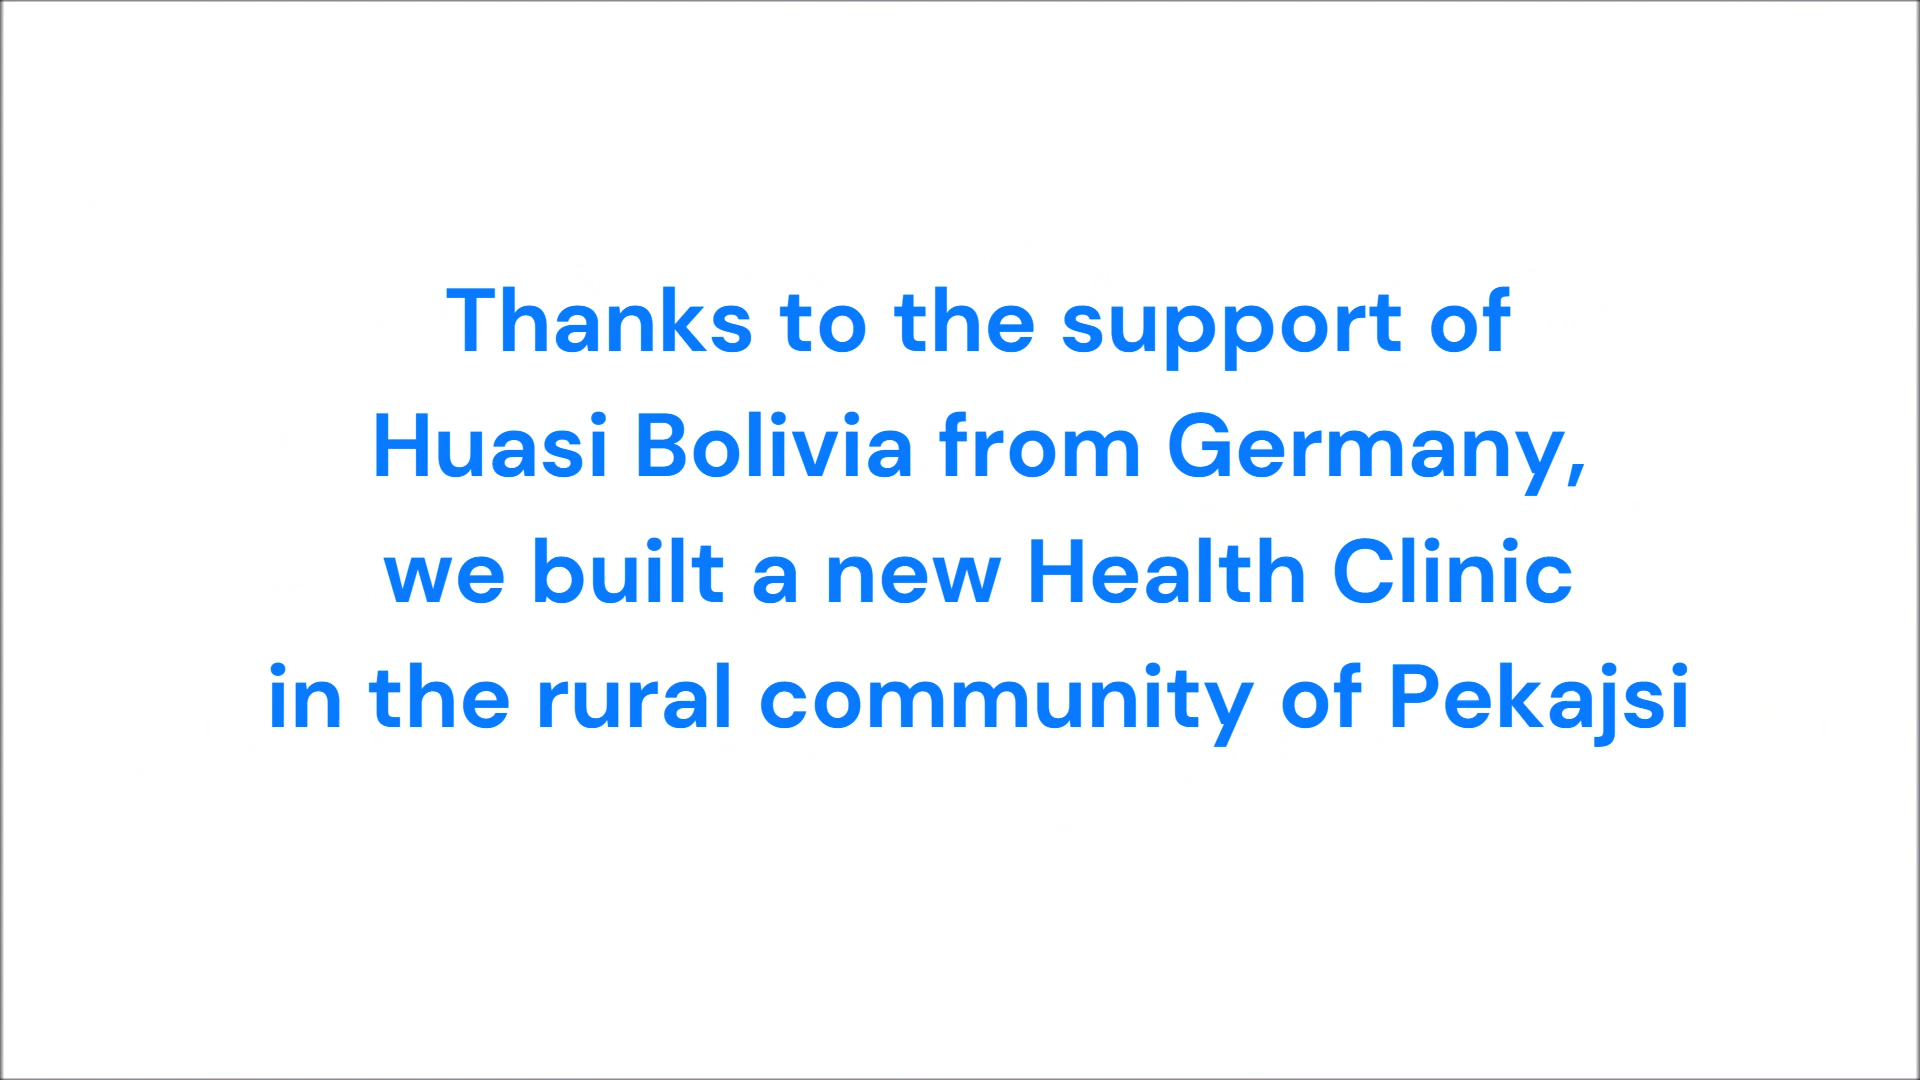 Thanks to the support of
Huasi Bolivia from Germany,
we built a new Health Clinic
in the rural community of Pekajsi